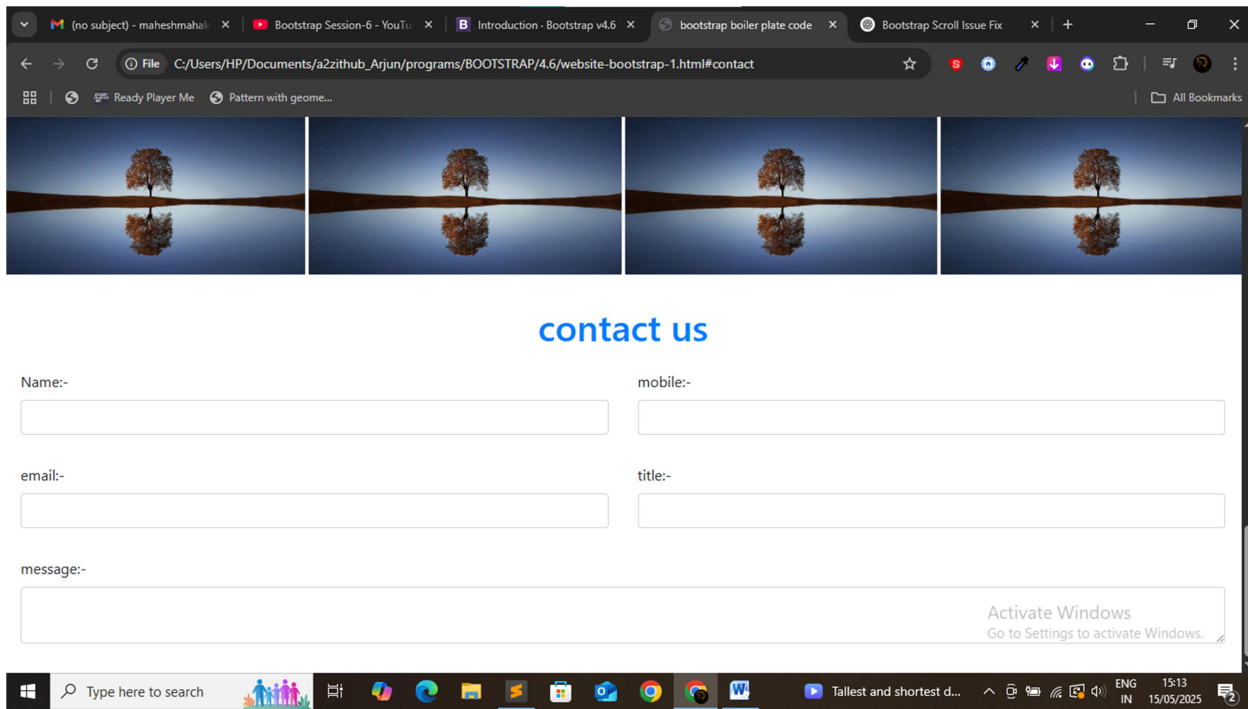 (no subject) - maheshmahal
Bootstrap Session-6 - YouTu
Introduction · Bootstrap v4.6
bootstrap boiler plate code
Bootstrap Scroll Issue Fix
File
C:/Users/HP/Documents/a2zithub_Arjun/programs/BOOTSTRAP/4.6/website-bootstrap-1.html#contact
Ready Player Me
Pattern with geome...
All Bookmarks
contact us
Name:-
mobile:-
email:-
title:-
message:-
Activate Windows
Go to Settings to activate Windows.
Type here to search
Tallest and shortest d...
ENG
IN
15:13
15/05/2025
2